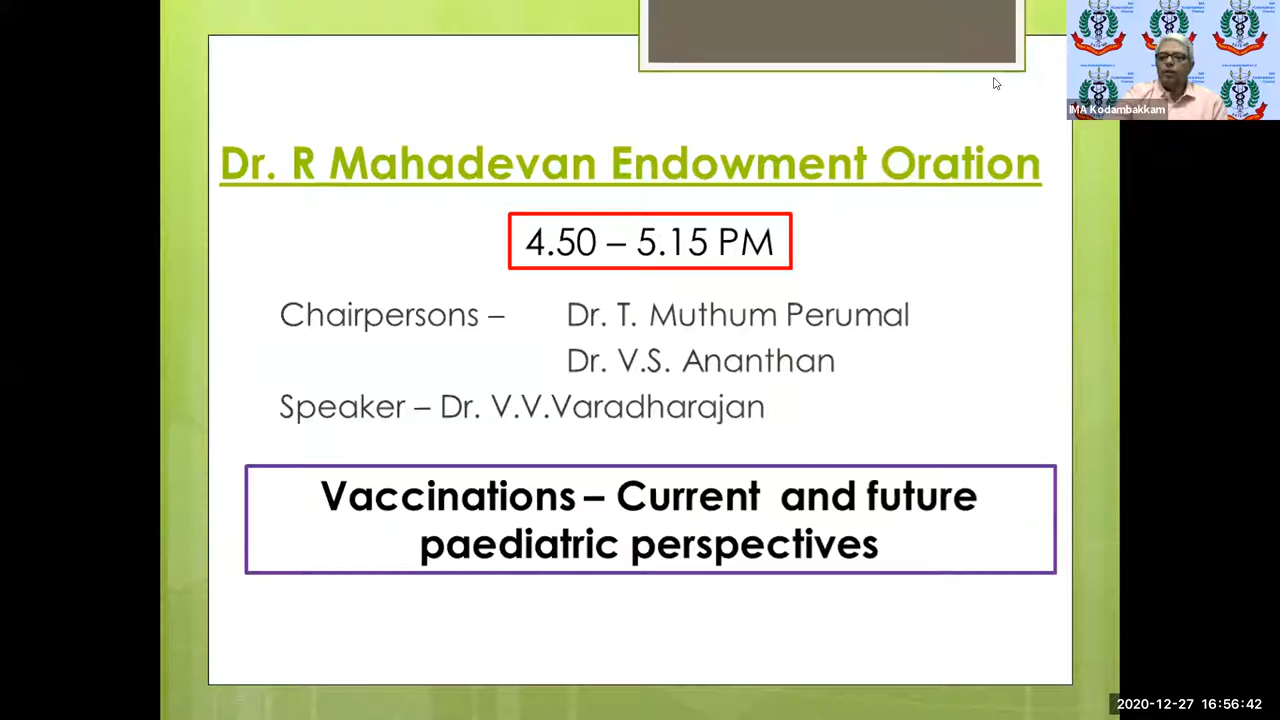 Dr. R Mahadevan Endowment Oration
4.50 – 5.15 PM
Chairpersons – Dr. T. Muthum Perumal
Dr. V.S. Ananthan
Speaker – Dr. V.V.Varadharajan
Vaccinations – Current and future
paediatric perspectives
IMA Kodambakkam
2020-12-27 16:56:42